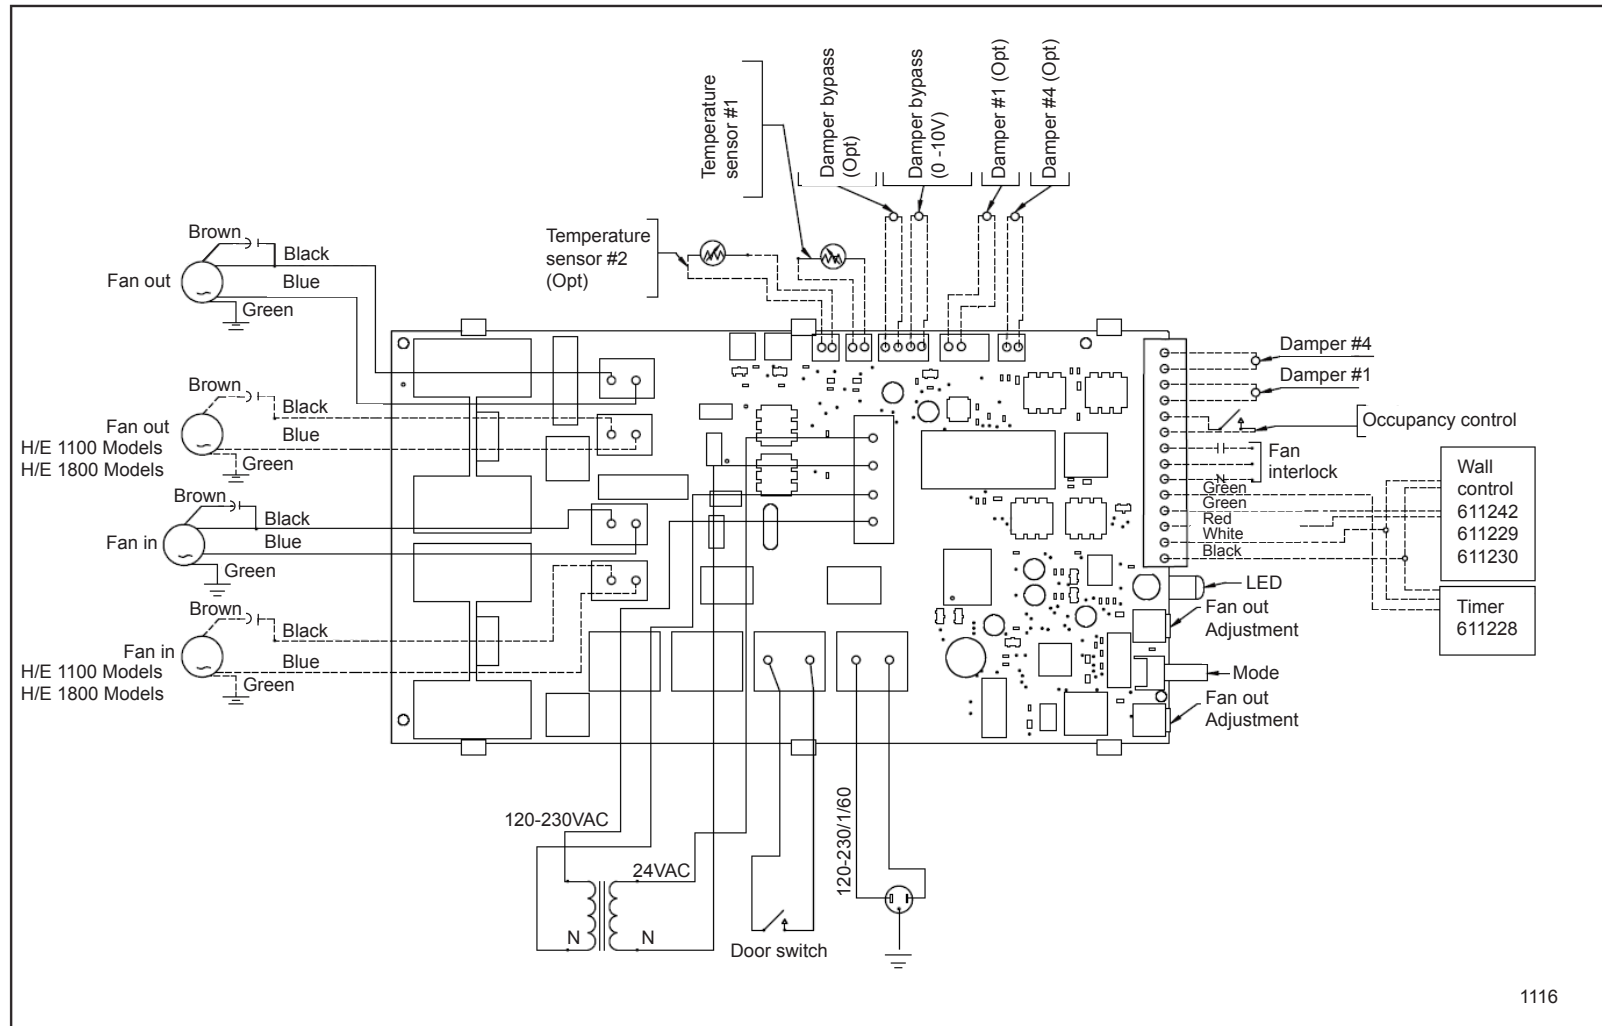 Temperature
sensor #1
Damper bypass
(Opt)
Damper bypass
(0 -10V)
Damper #1 (Opt)
Damper #4 (Opt)
Temperature
sensor #2
(Opt)
Brown
Black
Fan out
Blue
Green
Brown
Black
Fan out
H/E 1100 Models
H/E 1800 Models
Blue
Green
Brown
Black
Fan in
Blue
Green
Brown
Black
Fan in
H/E 1100 Models
H/E 1800 Models
Blue
Green
Damper #4
Damper #1
Occupancy control
Fan
interlock
N
Green
Green
Red
White
Black
Wall
control
611242
611229
611230
LED
Fan out
Adjustment
Timer
611228
Mode
Fan out
Adjustment
120-230VAC
24VAC
N
N
Door switch
120-230/1/60
1116